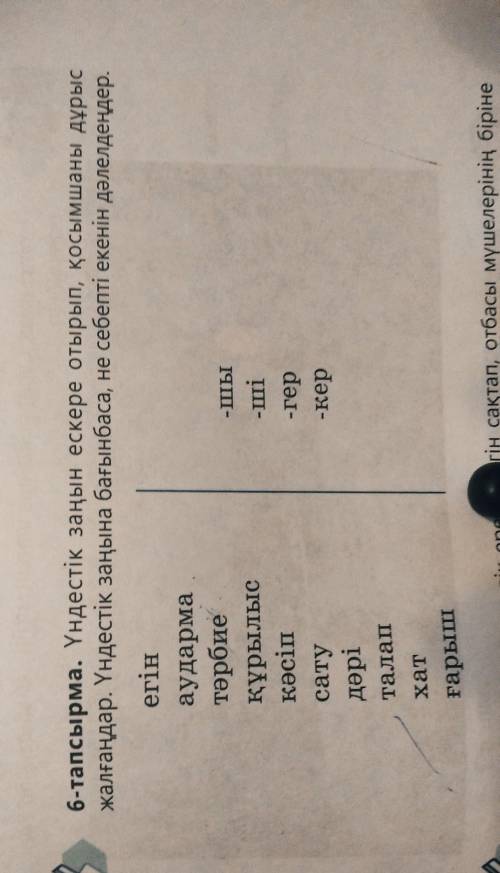 6-тапсырма. Үндестік заңын ескере отырып, қосымшаны дұрыс
жалғаңдар. Үндестік заңына бағынбаса, не себепті екенін дәлелдеңдер.
егін
аударма
тәрбие
құрылыс
кәсіп
сату
дәрі
талап
хат
ғарыш
-шы
-ші
-гер
-кер
сақтап, отбасы мүшелерінің біріне